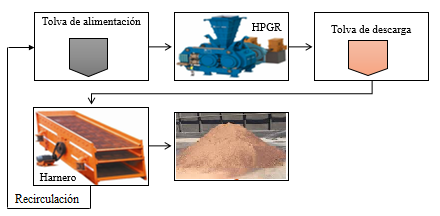 Tolva de alimentación
HPGR
Tolva de descarga
Harnero
Recirculación